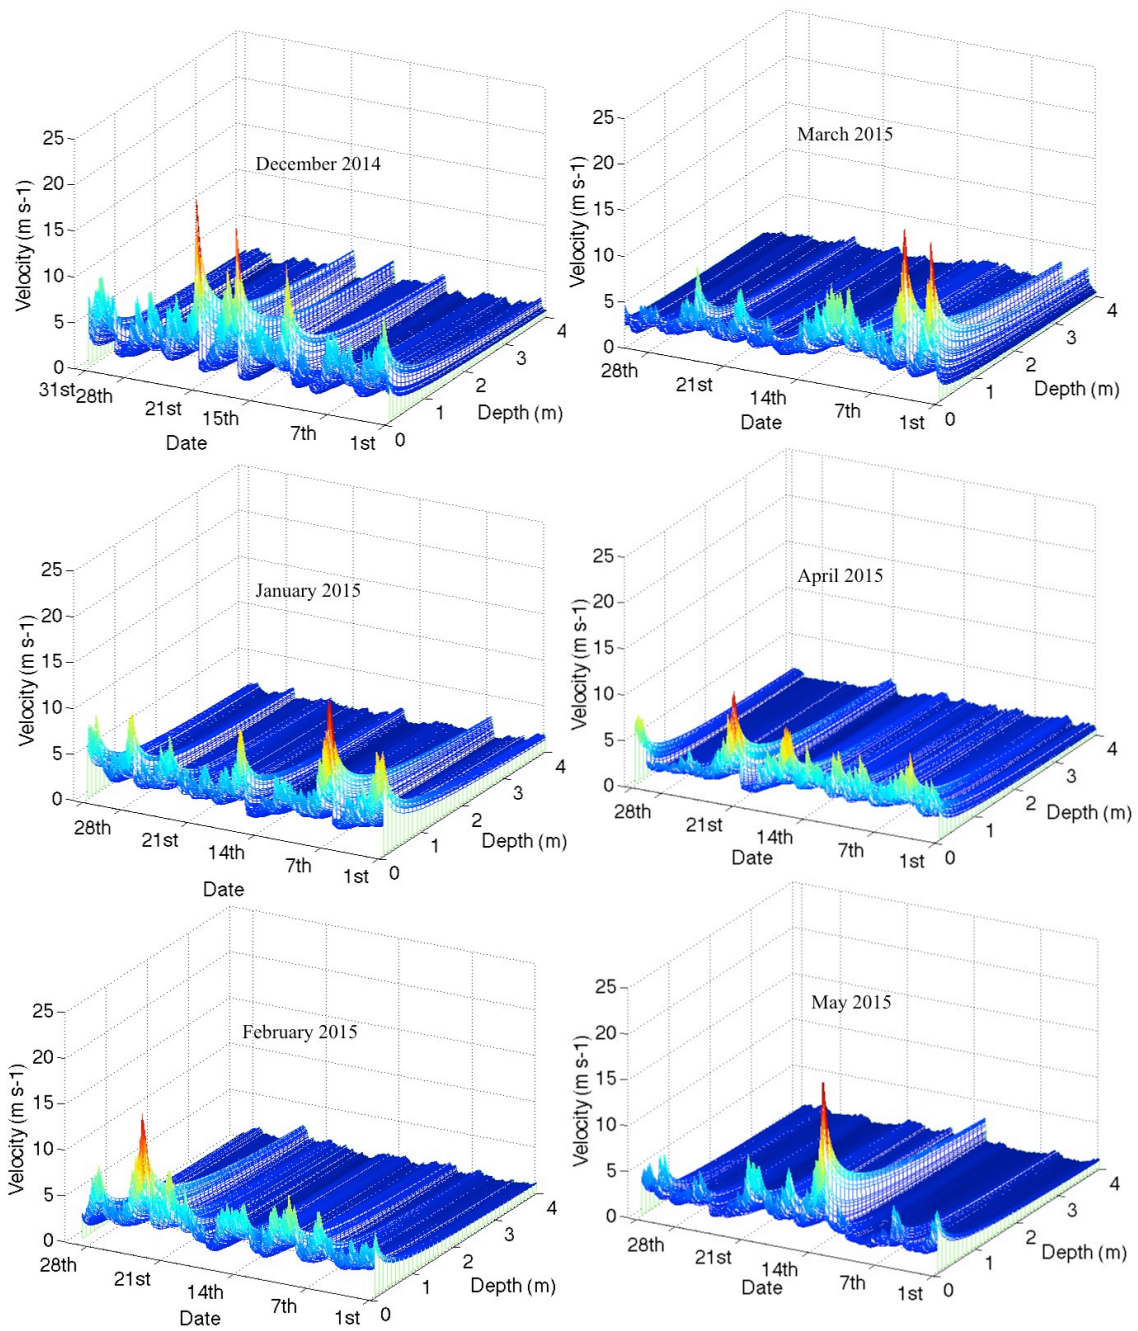 December 2014
Velocity (m s-1)
25
20
15
10
5
0
31st
28th
21st
15th
7th
1st
Date
0
1
2
3
4
Depth (m)
March 2015
Velocity (m s-1)
25
20
15
10
5
0
28th
21st
14th
7th
1st
Date
0
1
2
3
4
Depth (m)
January 2015
Velocity (m s-1)
25
20
15
10
5
0
28th
21st
14th
7th
1st
Date
0
1
2
3
4
Depth (m)
April 2015
Velocity (m s-1)
25
20
15
10
5
0
28th
21st
14th
7th
1st
Date
0
1
2
3
4
Depth (m)
February 2015
Velocity (m s-1)
25
20
15
10
5
0
28th
21st
14th
7th
1st
Date
0
1
2
3
4
Depth (m)
May 2015
Velocity (m s-1)
25
20
15
10
5
0
28th
21st
14th
7th
1st
Date
0
1
2
3
4
Depth (m)